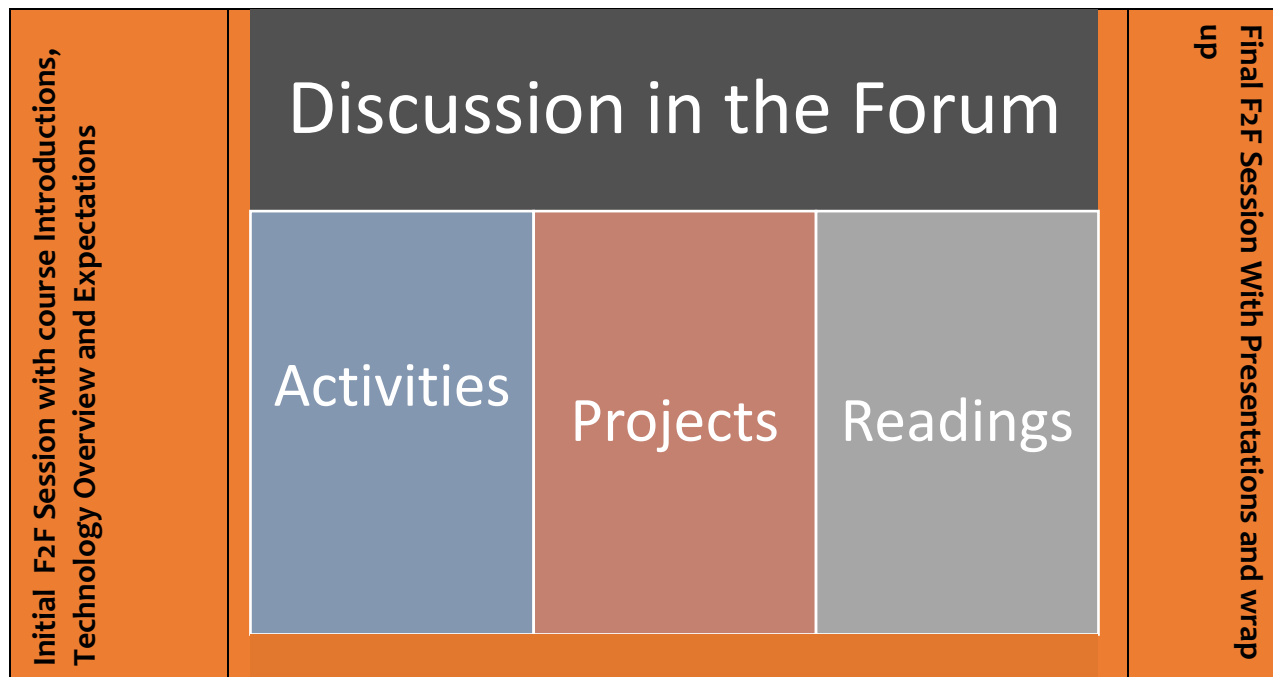 Initial  F2F Session with course Introductions,
Technology Overview and Expectations
Discussion in the Forum
Activities
Projects
Readings
Final F2F Session With Presentations and wrap
up